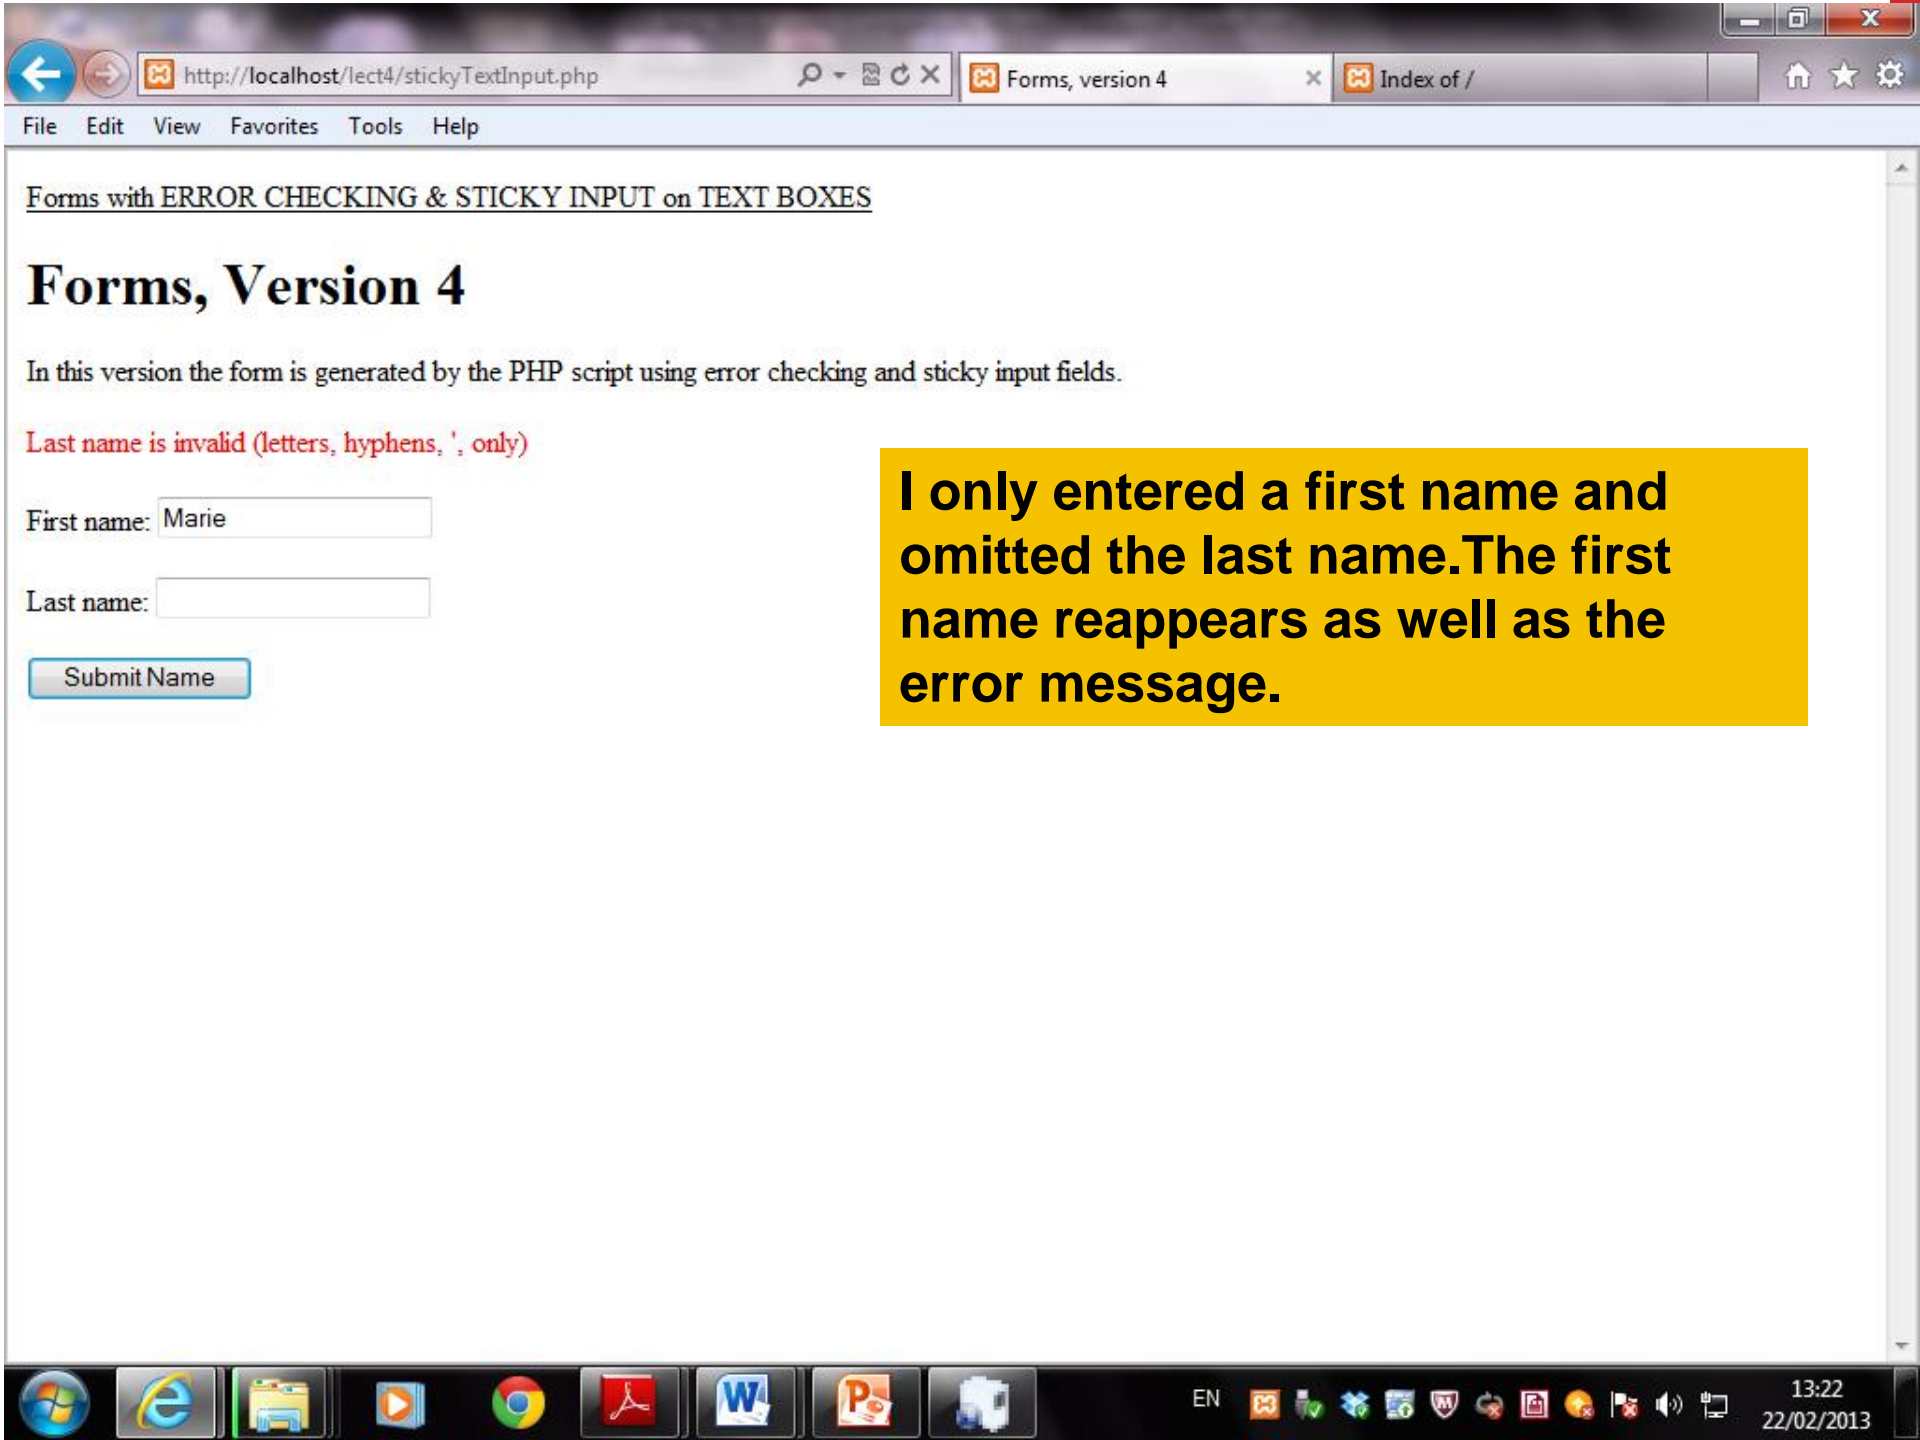 http://localhost/lect4/stickyTextInput.php
Forms, version 4
Index of /
File Edit View Favorites Tools Help
Forms with ERROR CHECKING & STICKY INPUT on TEXT BOXES
Forms, Version 4
In this version the form is generated by the PHP script using error checking and sticky input fields.
Last name is invalid (letters, hyphens, ', only)
First name: Marie
Last name:
Submit Name
I only entered a first name and
omitted the last name.The first
name reappears as well as the
error message.
EN
13:22
22/02/2013